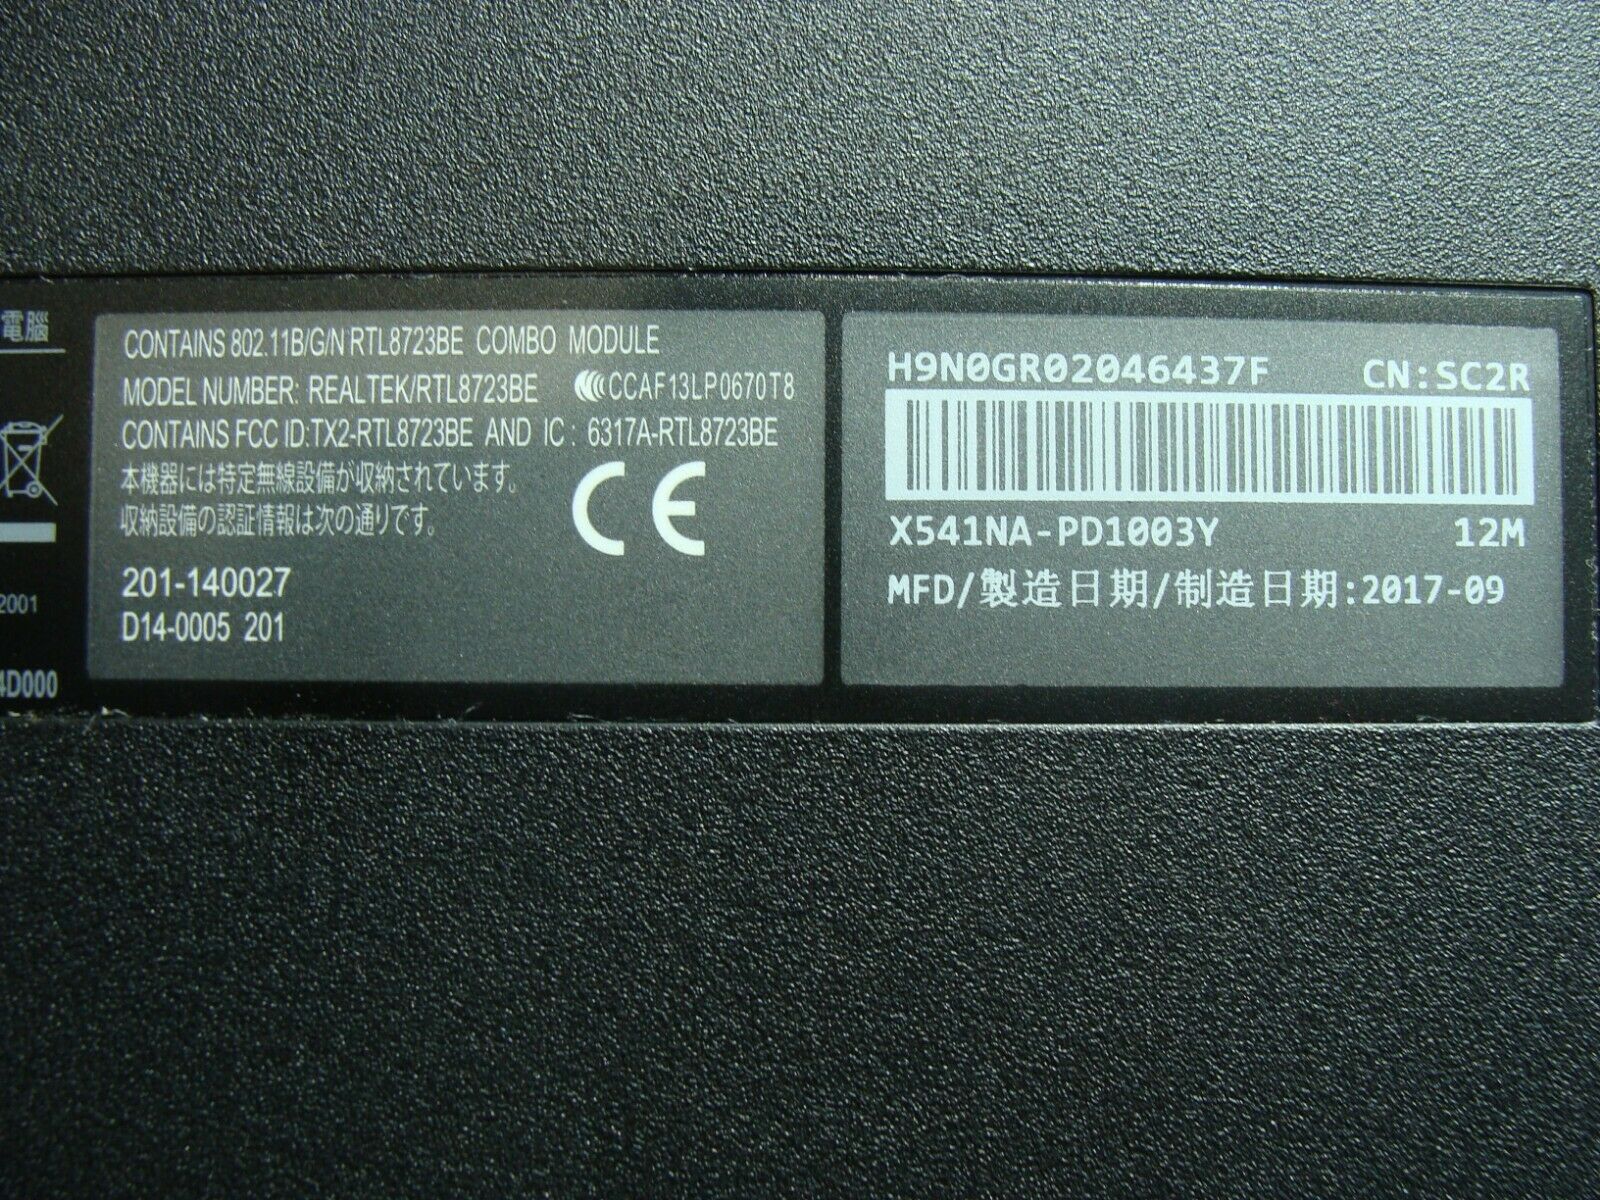 電腦
2001
4D000
CONTAINS 802.11B/G/N RTL8723BE COMBO MODULE
MODEL NUMBER: REALTEK/RTL8723BE CCAF13LP0670T8
CONTAINS FCC ID:TX2-RTL8723BE AND IC : 6317A-RTL8723BE
本機器には特定無線設備が収納されています。
収納設備の認証情報は次の通りです。
CE
201-140027
D14-0005 201
H9N0GR02046437F CN:SC2R
X541NA-PD1003Y 12M
MFD/製造日期/制造日期:2017-09